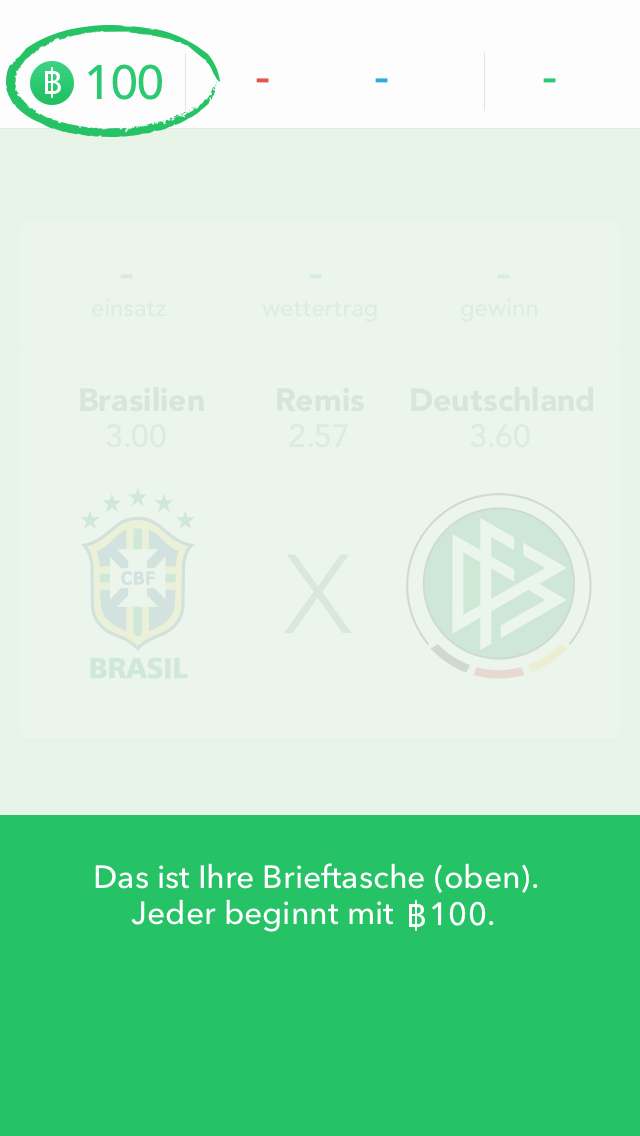 ฿ 100 - - -
- - -
einsatz wettertrag gewinn
Brasilien Remis Deutschland
3.00 2.57 3.60
CBF
X
BRASIL
Das ist Ihre Brieftasche (oben).
Jeder beginnt mit ฿100.